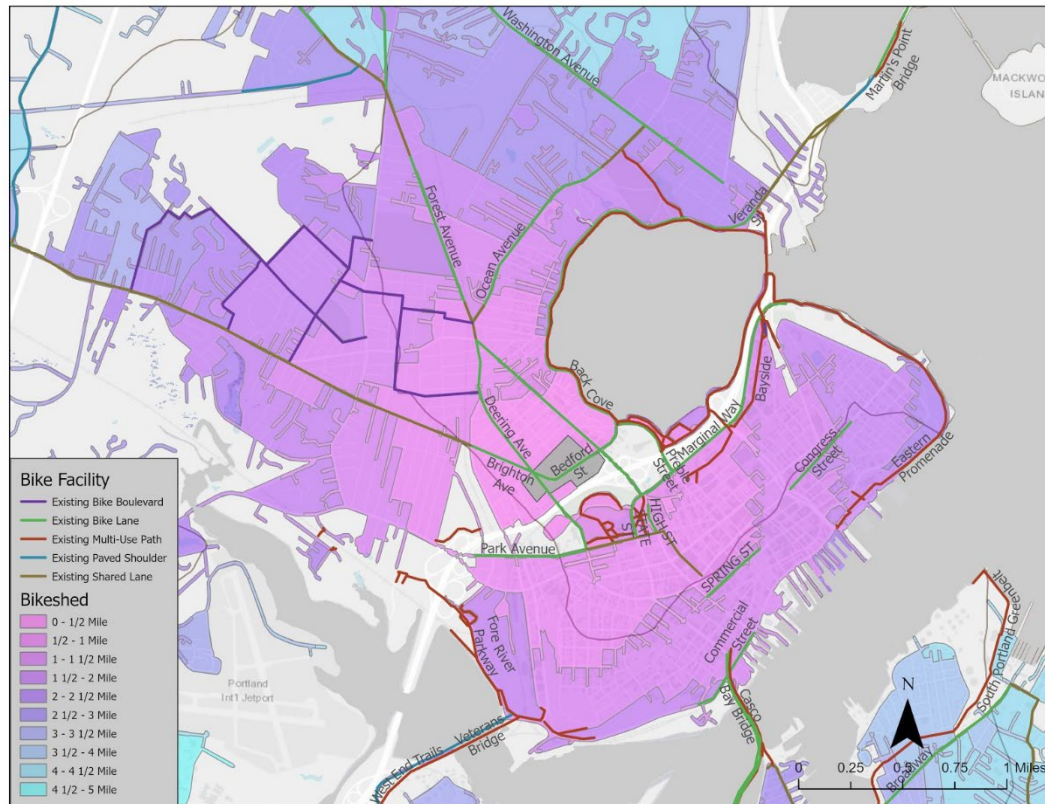 Washington Avenue
Martin's Point
Bridge
MACKWO
ISLAN
Forest Avenue
Ocean Avenue
Veranda
St
Back Cove
Bayside
Marginal Way
Deering Ave
Preble
Street
Congress
Street
Eastern
Promenade
Bedford
St
Brighton
Ave
HIGH ST
STATE
ST
Park Avenue
SPRING ST
Commercial
Street
Fore River
Parkway
Casco
Bay Bridge
South Portland Greenbelt
Portland
Int'l Jetport
Veterans
Bridge
West End Trails
Broadway
N
0 0.25 0.5 0.75 1 Miles
Bike Facility
Existing Bike Boulevard
Existing Bike Lane
Existing Multi-Use Path
Existing Paved Shoulder
Existing Shared Lane
Bikeshed
0 - 1/2 Mile
1/2 - 1 Mile
1 - 1 1/2 Mile
1 1/2 - 2 Mile
2 - 2 1/2 Mile
2 1/2 - 3 Mile
3 - 3 1/2 Mile
3 1/2 - 4 Mile
4 - 4 1/2 Mile
4 1/2 - 5 Mile